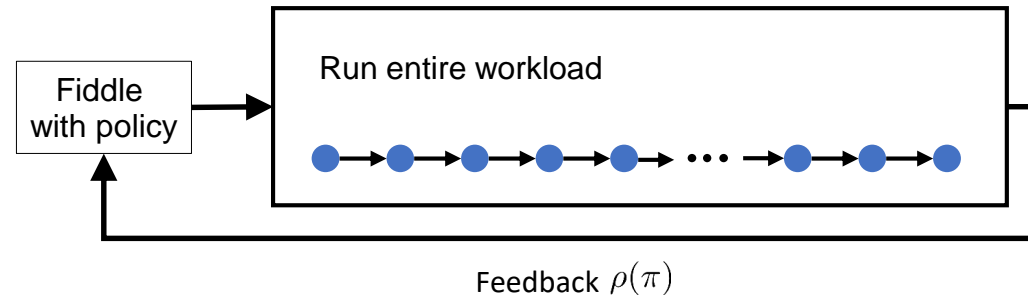 Fiddle
with policy
Run entire workload
...
Feedback ρ(π)